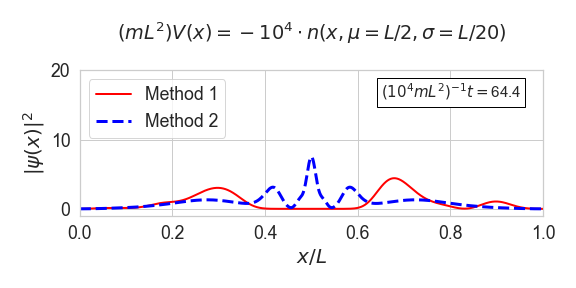 (mL²)V(x) = −10⁴ · n(x, μ = L/2, σ = L/20)
20
10
0
|ψ(x)|²
Method 1
Method 2
(10⁴mL²)⁻¹t = 64.4
0.0 0.2 0.4 0.6 0.8 1.0
x/L